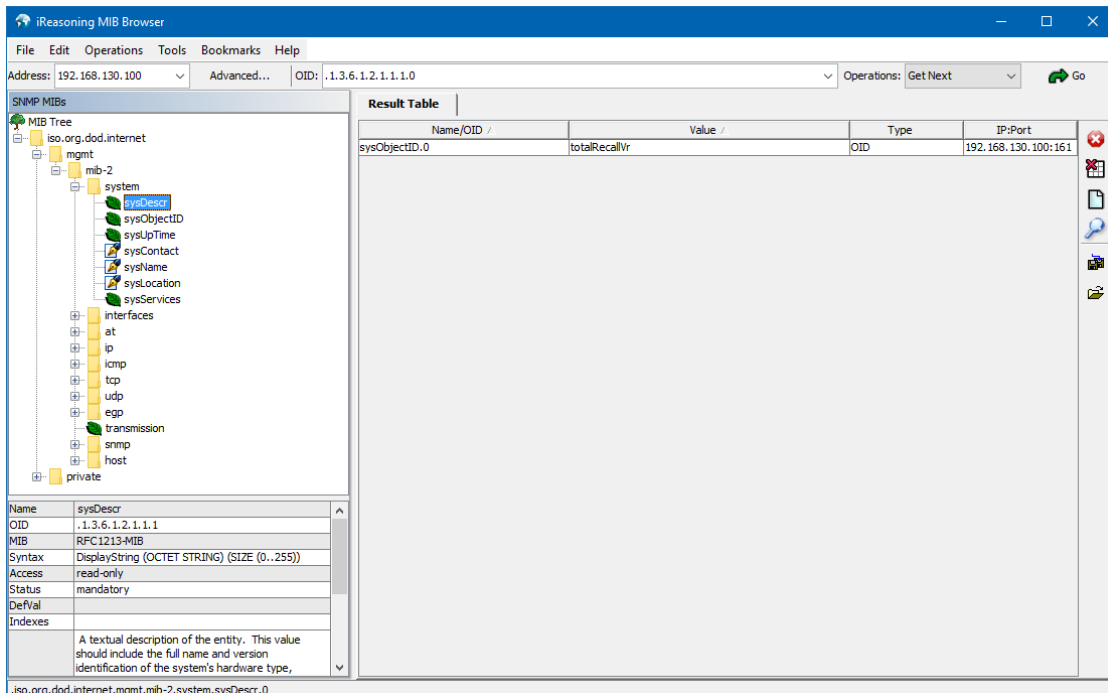 iReasoning MIB Browser
File Edit Operations Tools Bookmarks Help
Address: 192.168.130.100 Advanced... OID: .1.3.6.1.2.1.1.1.0 Operations: Get Next Go
SNMP MIBs
MIB Tree
iso.org.dod.internet
mgmt
mib-2
system
sysDescr
sysObjectID
sysUpTime
sysContact
sysName
sysLocation
sysServices
interfaces
at
ip
icmp
tcp
udp
egp
transmission
snmp
host
private
Name sysDescr
OID .1.3.6.1.2.1.1.1
MIB RFC1213-MIB
Syntax DisplayString (OCTET STRING) (SIZE (0..255))
Access read-only
Status mandatory
DefVal
Indexes
A textual description of the entity. This value
should include the full name and version
identification of the system's hardware type,
.iso.org.dod.internet.mgmt.mib-2.system.sysDescr.0
Result Table
Name/OID Value Type IP:Port
sysObjectID.0 totalRecallVr OID 192.168.130.100:161